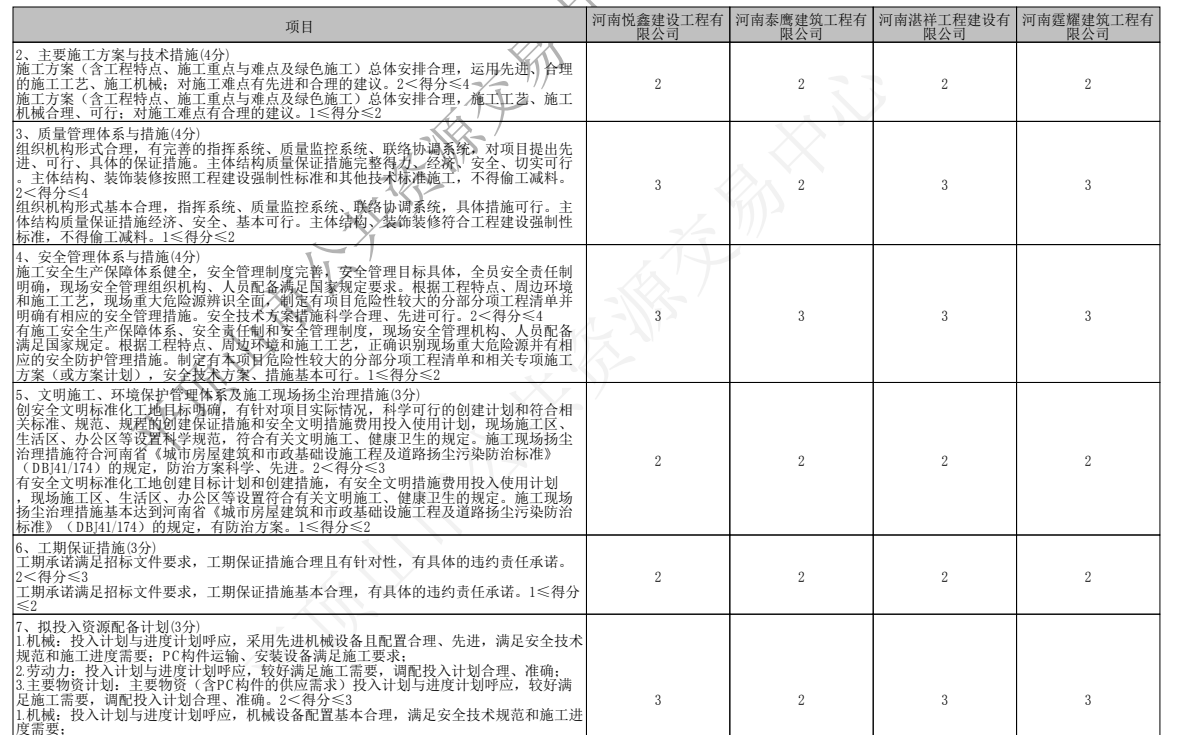 项目
河南悦鑫建设工程有
限公司
河南泰鹰建筑工程有
限公司
河南湛祥工程建设有
限公司
河南霆耀建筑工程有
限公司
2、主要施工方案与技术措施(4分)
施工方案（含工程特点、施工重点与难点及绿色施工）总体安排合理，运用先进、合理
的施工工艺、施工机械；对施工难点有先进和合理的建议。2＜得分≤4
施工方案（含工程特点、施工重点与难点及绿色施工）总体安排合理，施工工艺、施工
机械合理、可行；对施工难点有合理的建议。1≤得分≤2
2 2 2 2
3、质量管理体系与措施(4分)
组织机构形式合理，有完善的指挥系统、质量监控系统、联络协调系统，对项目提出先
进、可行、具体的保证措施。主体结构质量保证措施完整得力、经济、安全、切实可行
。主体结构、装饰装修按照工程建设强制性标准和其他技术标准施工，不得偷工减料。
2＜得分≤4
组织机构形式基本合理，指挥系统、质量监控系统、联络协调系统，具体措施可行。主
体结构质量保证措施经济、安全、基本可行。主体结构、装饰装修符合工程建设强制性
标准，不得偷工减料。1≤得分≤2
3 2 3 3
4、安全管理体系与措施(4分)
施工安全生产保障体系健全，安全管理制度完善，安全管理目标具体，全员安全责任制
明确，现场安全管理组织机构、人员配备满足国家规定要求。根据工程特点、周边环境
和施工工艺，现场重大危险源辨识全面，制定有项目危险性较大的分部分项工程清单并
明确有相应的安全管理措施。安全技术方案措施科学合理、先进可行。2＜得分≤4
有施工安全生产保障体系、安全责任制和安全管理制度，现场安全管理机构、人员配备
满足国家规定。根据工程特点、周边环境和施工工艺，正确识别现场重大危险源并有相
应的安全防护管理措施。制定有本项目危险性较大的分部分项工程清单和相关专项施工
方案（或方案计划），安全技术方案、措施基本可行。1≤得分≤2
3 3 3 3
5、文明施工、环境保护管理体系及施工现场扬尘治理措施(3分)
创安全文明标准化工地目标明确，有针对项目实际情况，科学可行的创建计划和符合相
关标准、规范、规程的创建保证措施和安全文明措施费用投入使用计划，现场施工区、
生活区、办公区等设置科学规范，符合有关文明施工、健康卫生的规定。施工现场扬尘
治理措施符合河南省《城市房屋建筑和市政基础设施工程及道路扬尘污染防治标准》
（DBJ41/174）的规定，防治方案科学、先进。2＜得分≤3
有安全文明标准化工地创建目标计划和创建措施，有安全文明措施费用投入使用计划
，现场施工区、生活区、办公区等设置符合有关文明施工、健康卫生的规定。施工现场
扬尘治理措施基本达到河南省《城市房屋建筑和市政基础设施工程及道路扬尘污染防治
标准》（DBJ41/174）的规定，有防治方案。1≤得分≤2
2 2 2 2
6、工期保证措施(3分)
工期承诺满足招标文件要求，工期保证措施合理且有针对性，有具体的违约责任承诺。
2＜得分≤3
工期承诺满足招标文件要求，工期保证措施基本合理，有具体的违约责任承诺。1≤得分
≤2
2 2 2 2
7、拟投入资源配备计划(3分)
1.机械：投入计划与进度计划呼应，采用先进机械设备且配置合理、先进，满足安全技术
规范和施工进度需要；PC构件运输、安装设备满足施工要求；
2.劳动力：投入计划与进度计划呼应，较好满足施工需要，调配投入计划合理、准确；
3.主要物资计划：主要物资（含PC构件的供应需求）投入计划与进度计划呼应，较好满
足施工需要，调配投入计划合理、准确。2＜得分≤3
1.机械：投入计划与进度计划呼应，机械设备配置基本合理，满足安全技术规范和施工进
度需要；
3 2 3 3